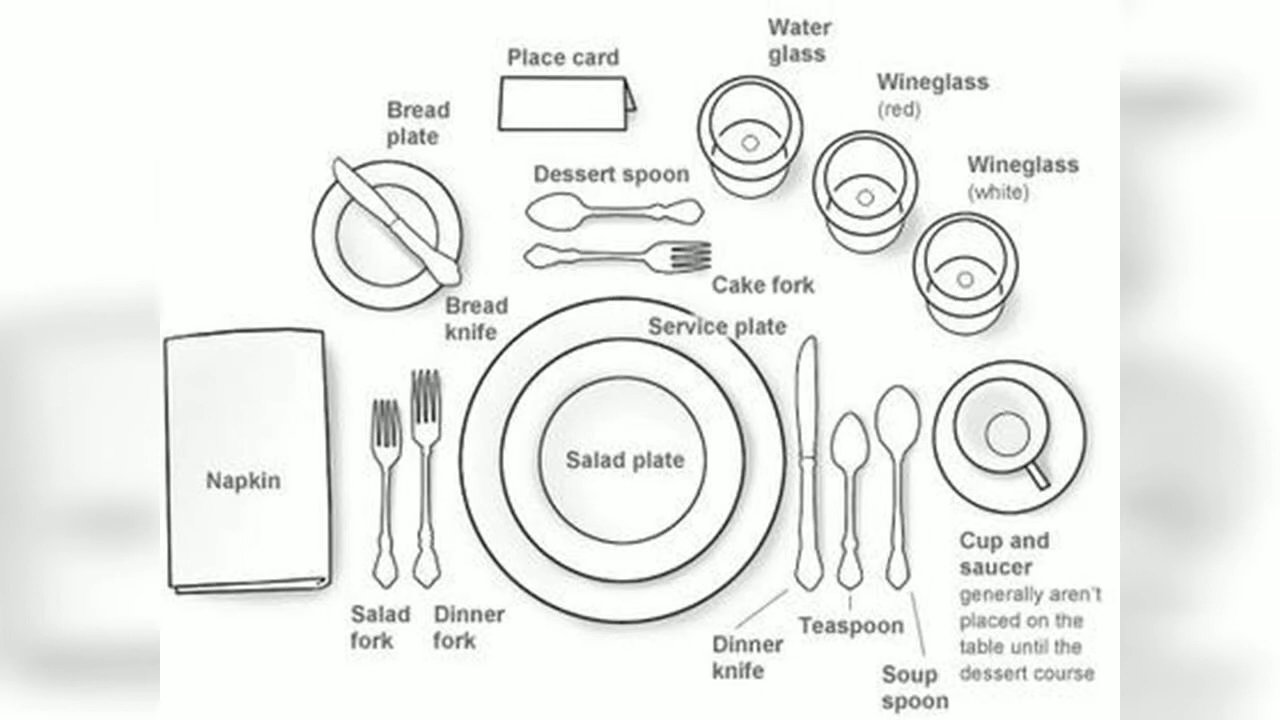 Water
glass
Place card
Wineglass
(red)
Bread
plate
Wineglass
(white)
Dessert spoon
Cake fork
Bread
knife
Service plate
Salad plate
Napkin
Cup and
saucer
generally aren't
placed on the
table until the
dessert course
Salad
fork
Dinner
fork
Teaspoon
Dinner
knife
Soup
spoon